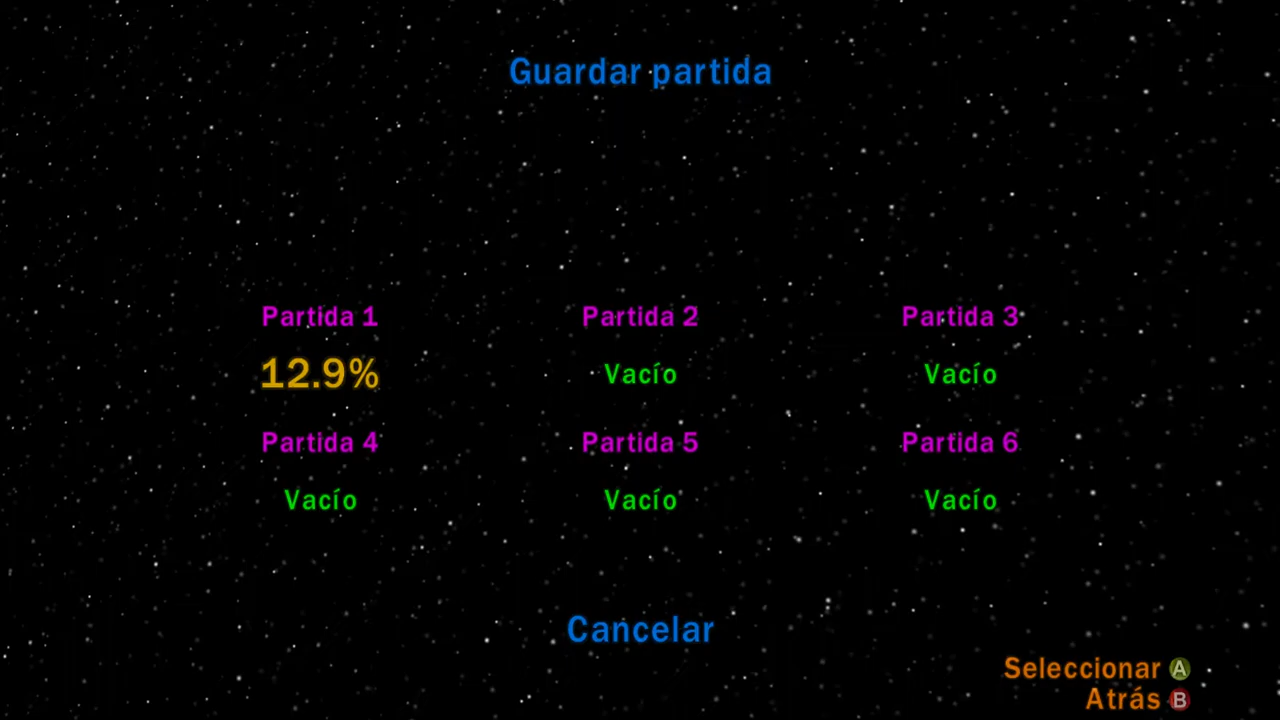 Guardar partida
Partida 1 Partida 2 Partida 3
12.9% Vacío Vacío
Partida 4 Partida 5 Partida 6
Vacío Vacío Vacío
Cancelar
Seleccionar A
Atrás B